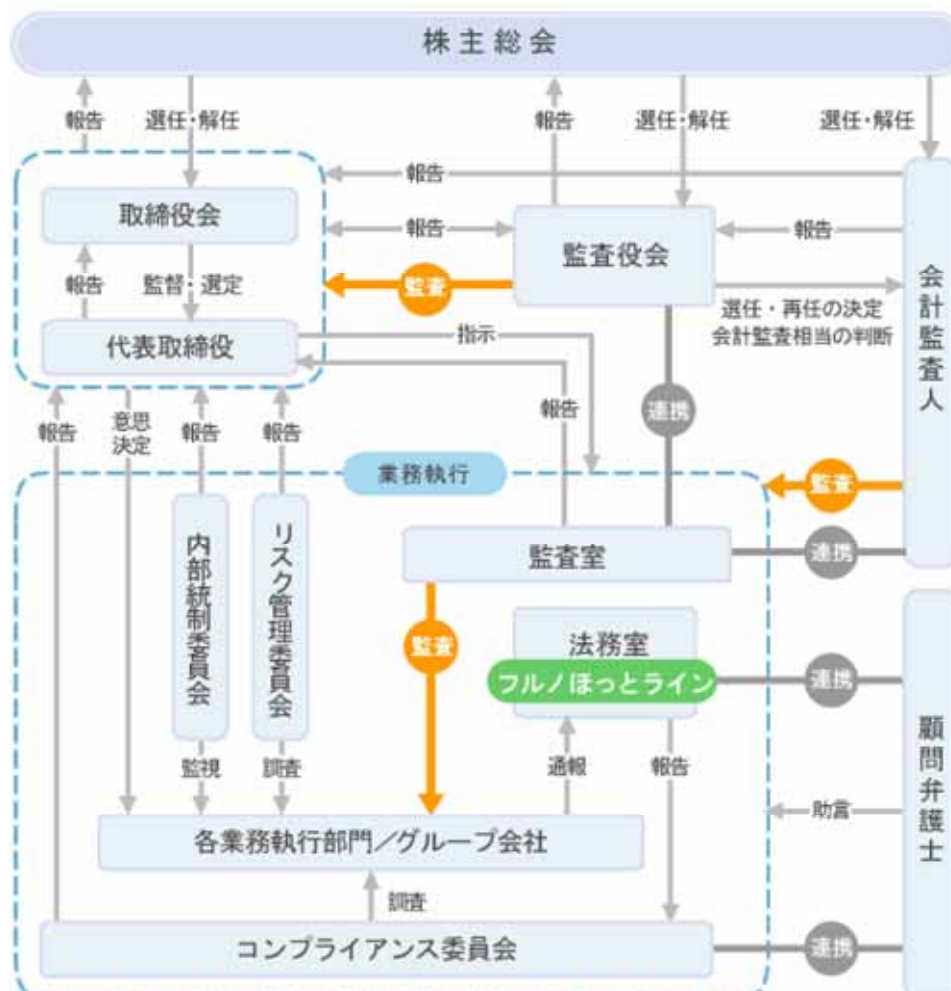 株主総会
報告
選任・解任
報告
選任・解任
選任・解任
報告
取締役会
報告
監査役会
報告
報告
監督・選定
監査
選任・再任の決定
会計監査相当の判断
会計監査人
代表取締役
指示
報告
意思
決定
報告
報告
報告
連携
業務執行
監査
内部統制委員会
リスク管理委員会
監査室
連携
監査
法務室
フルノほっとライン
連携
顧問弁護士
監視
調査
通報
報告
助言
各業務執行部門／グループ会社
調査
コンプライアンス委員会
連携